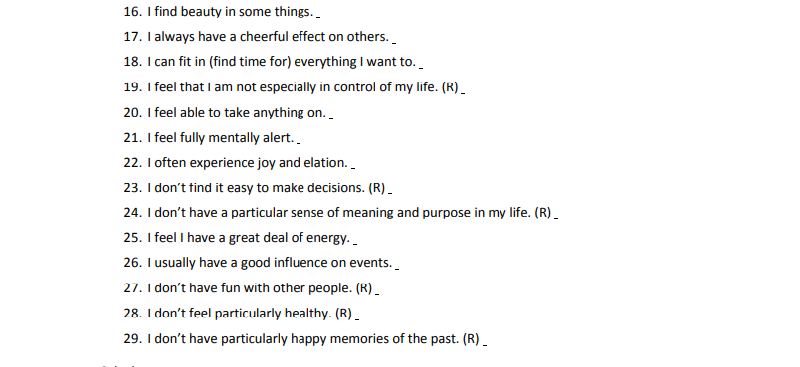 16. I find beauty in some things. _
17. I always have a cheerful effect on others. _
18. I can fit in (find time for) everything I want to. _
19. I feel that I am not especially in control of my life. (R) _
20. I feel able to take anything on. _
21. I feel fully mentally alert. _
22. I often experience joy and elation. _
23. I don't find it easy to make decisions. (R) _
24. I don't have a particular sense of meaning and purpose in my life. (R) _
25. I feel I have a great deal of energy. _
26. I usually have a good influence on events. _
27. I don't have fun with other people. (R) _
28. I don't feel particularly healthy. (R) _
29. I don't have particularly happy memories of the past. (R) _